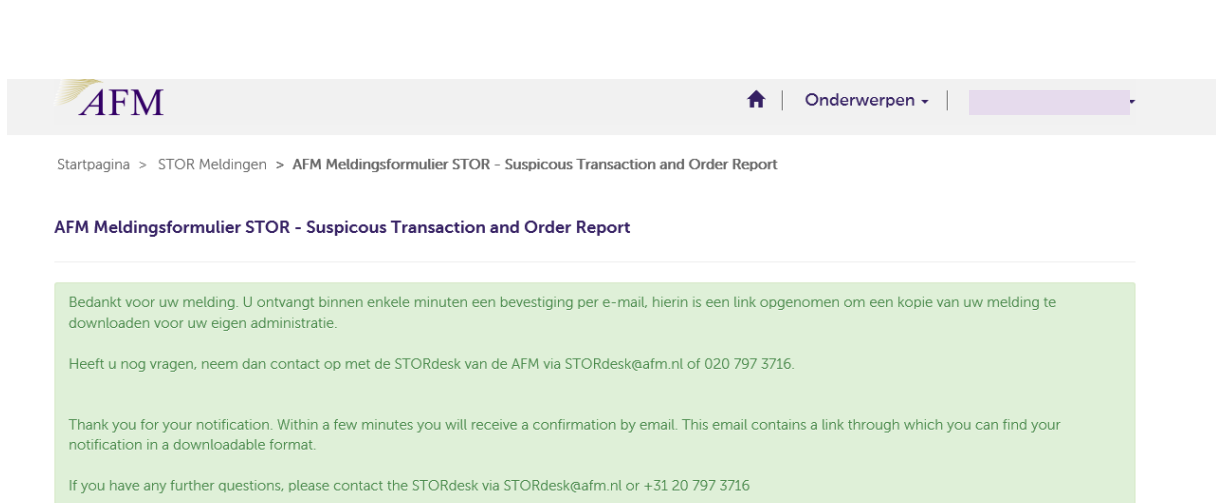 AFM
Onderwerpen
Startpagina > STOR Meldingen > AFM Meldingsformulier STOR - Suspicous Transaction and Order Report
AFM Meldingsformulier STOR - Suspicous Transaction and Order Report
Bedankt voor uw melding. U ontvangt binnen enkele minuten een bevestiging per e-mail, hierin is een link opgenomen om een kopie van uw melding te
downloaden voor uw eigen administratie.
Heeft u nog vragen, neem dan contact op met de STORdesk van de AFM via STORdesk@afm.nl of 020 797 3716.
Thank you for your notification. Within a few minutes you will receive a confirmation by email. This email contains a link through which you can find your
notification in a downloadable format.
If you have any further questions, please contact the STORdesk via STORdesk@afm.nl or +31 20 797 3716